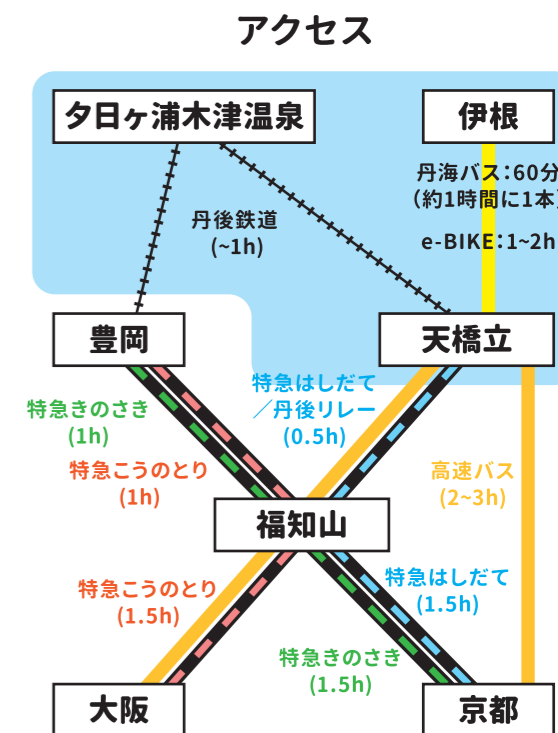 アクセス
夕日ヶ浦木津温泉
伊根
丹海バス：60分
（約1時間に1本）
e-BIKE：1~2h
丹後鉄道
(~1h)
豊岡
天橋立
特急はしだて
／丹後リレー
(0.5h)
特急きのさき
(1h)
特急こうのとり
(1h)
高速バス
(2~3h)
福知山
特急はしだて
(1.5h)
特急こうのとり
(1.5h)
特急きのさき
(1.5h)
大阪
京都